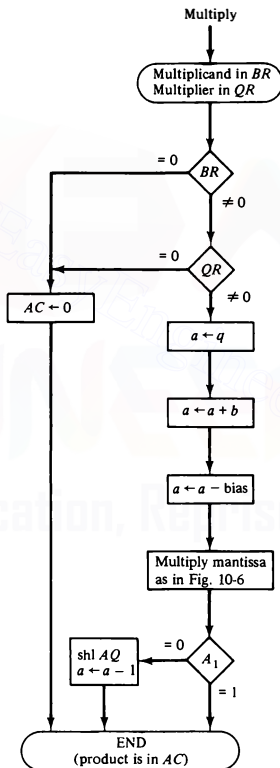 Multiply
Multiplicand in BR
Multiplier in QR
= 0
BR
≠ 0
= 0
QR
≠ 0
AC ← 0
a ← q
a ← a + b
a ← a − bias
Multiply mantissa
as in Fig. 10-6
= 0
shl AQ
a ← a − 1
A₁
= 1
END
(product is in AC)